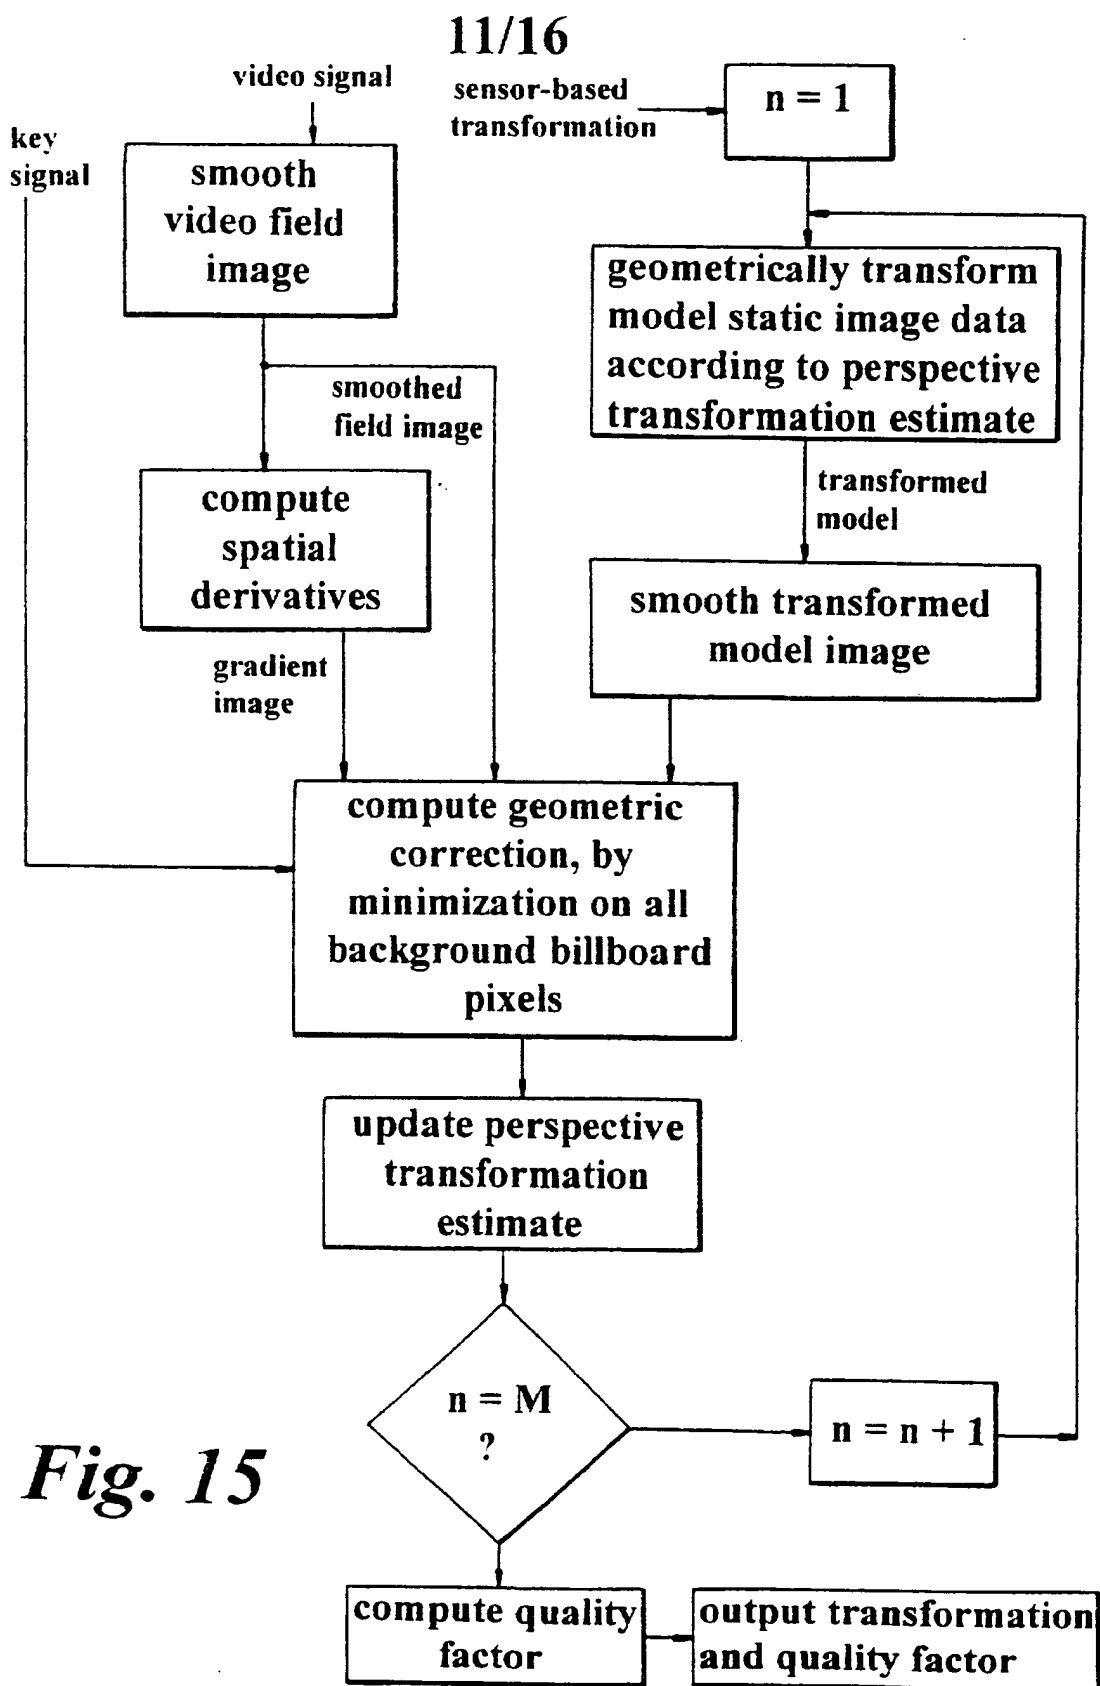 11/16
video signal
key
signal
smooth
video field
image
smoothed
field image
compute
spatial
derivatives
gradient
image
sensor-based
transformation
n = 1
geometrically transform
model static image data
according to perspective
transformation estimate
transformed
model
smooth transformed
model image
compute geometric
correction, by
minimization on all
background billboard
pixels
update perspective
transformation
estimate
n = M
?
n = n + 1
Fig. 15
compute quality
factor
output transformation
and quality factor